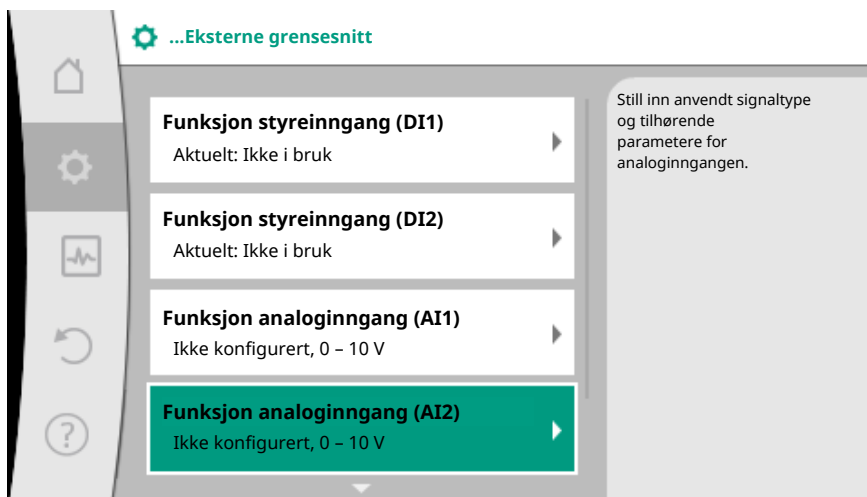 ...Eksterne grensesnitt
Funksjon styreinngang (DI1)
Aktuelt: Ikke i bruk
Funksjon styreinngang (DI2)
Aktuelt: Ikke i bruk
Funksjon analoginngang (AI1)
Ikke konfigurert, 0 – 10 V
Funksjon analoginngang (AI2)
Ikke konfigurert, 0 – 10 V
Still inn anvendt signaltype
og tilhørende
parametere for
analoginngangen.